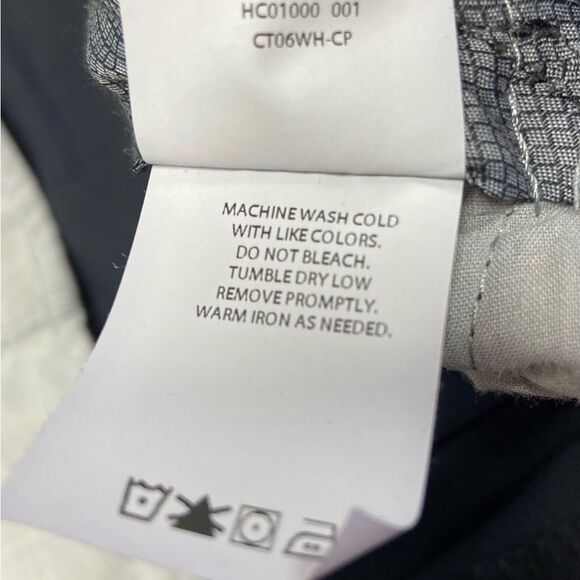 HC01000 001
CT06WH-CP
MACHINE WASH COLD
WITH LIKE COLORS.
DO NOT BLEACH.
TUMBLE DRY LOW
REMOVE PROMPTLY.
WARM IRON AS NEEDED.